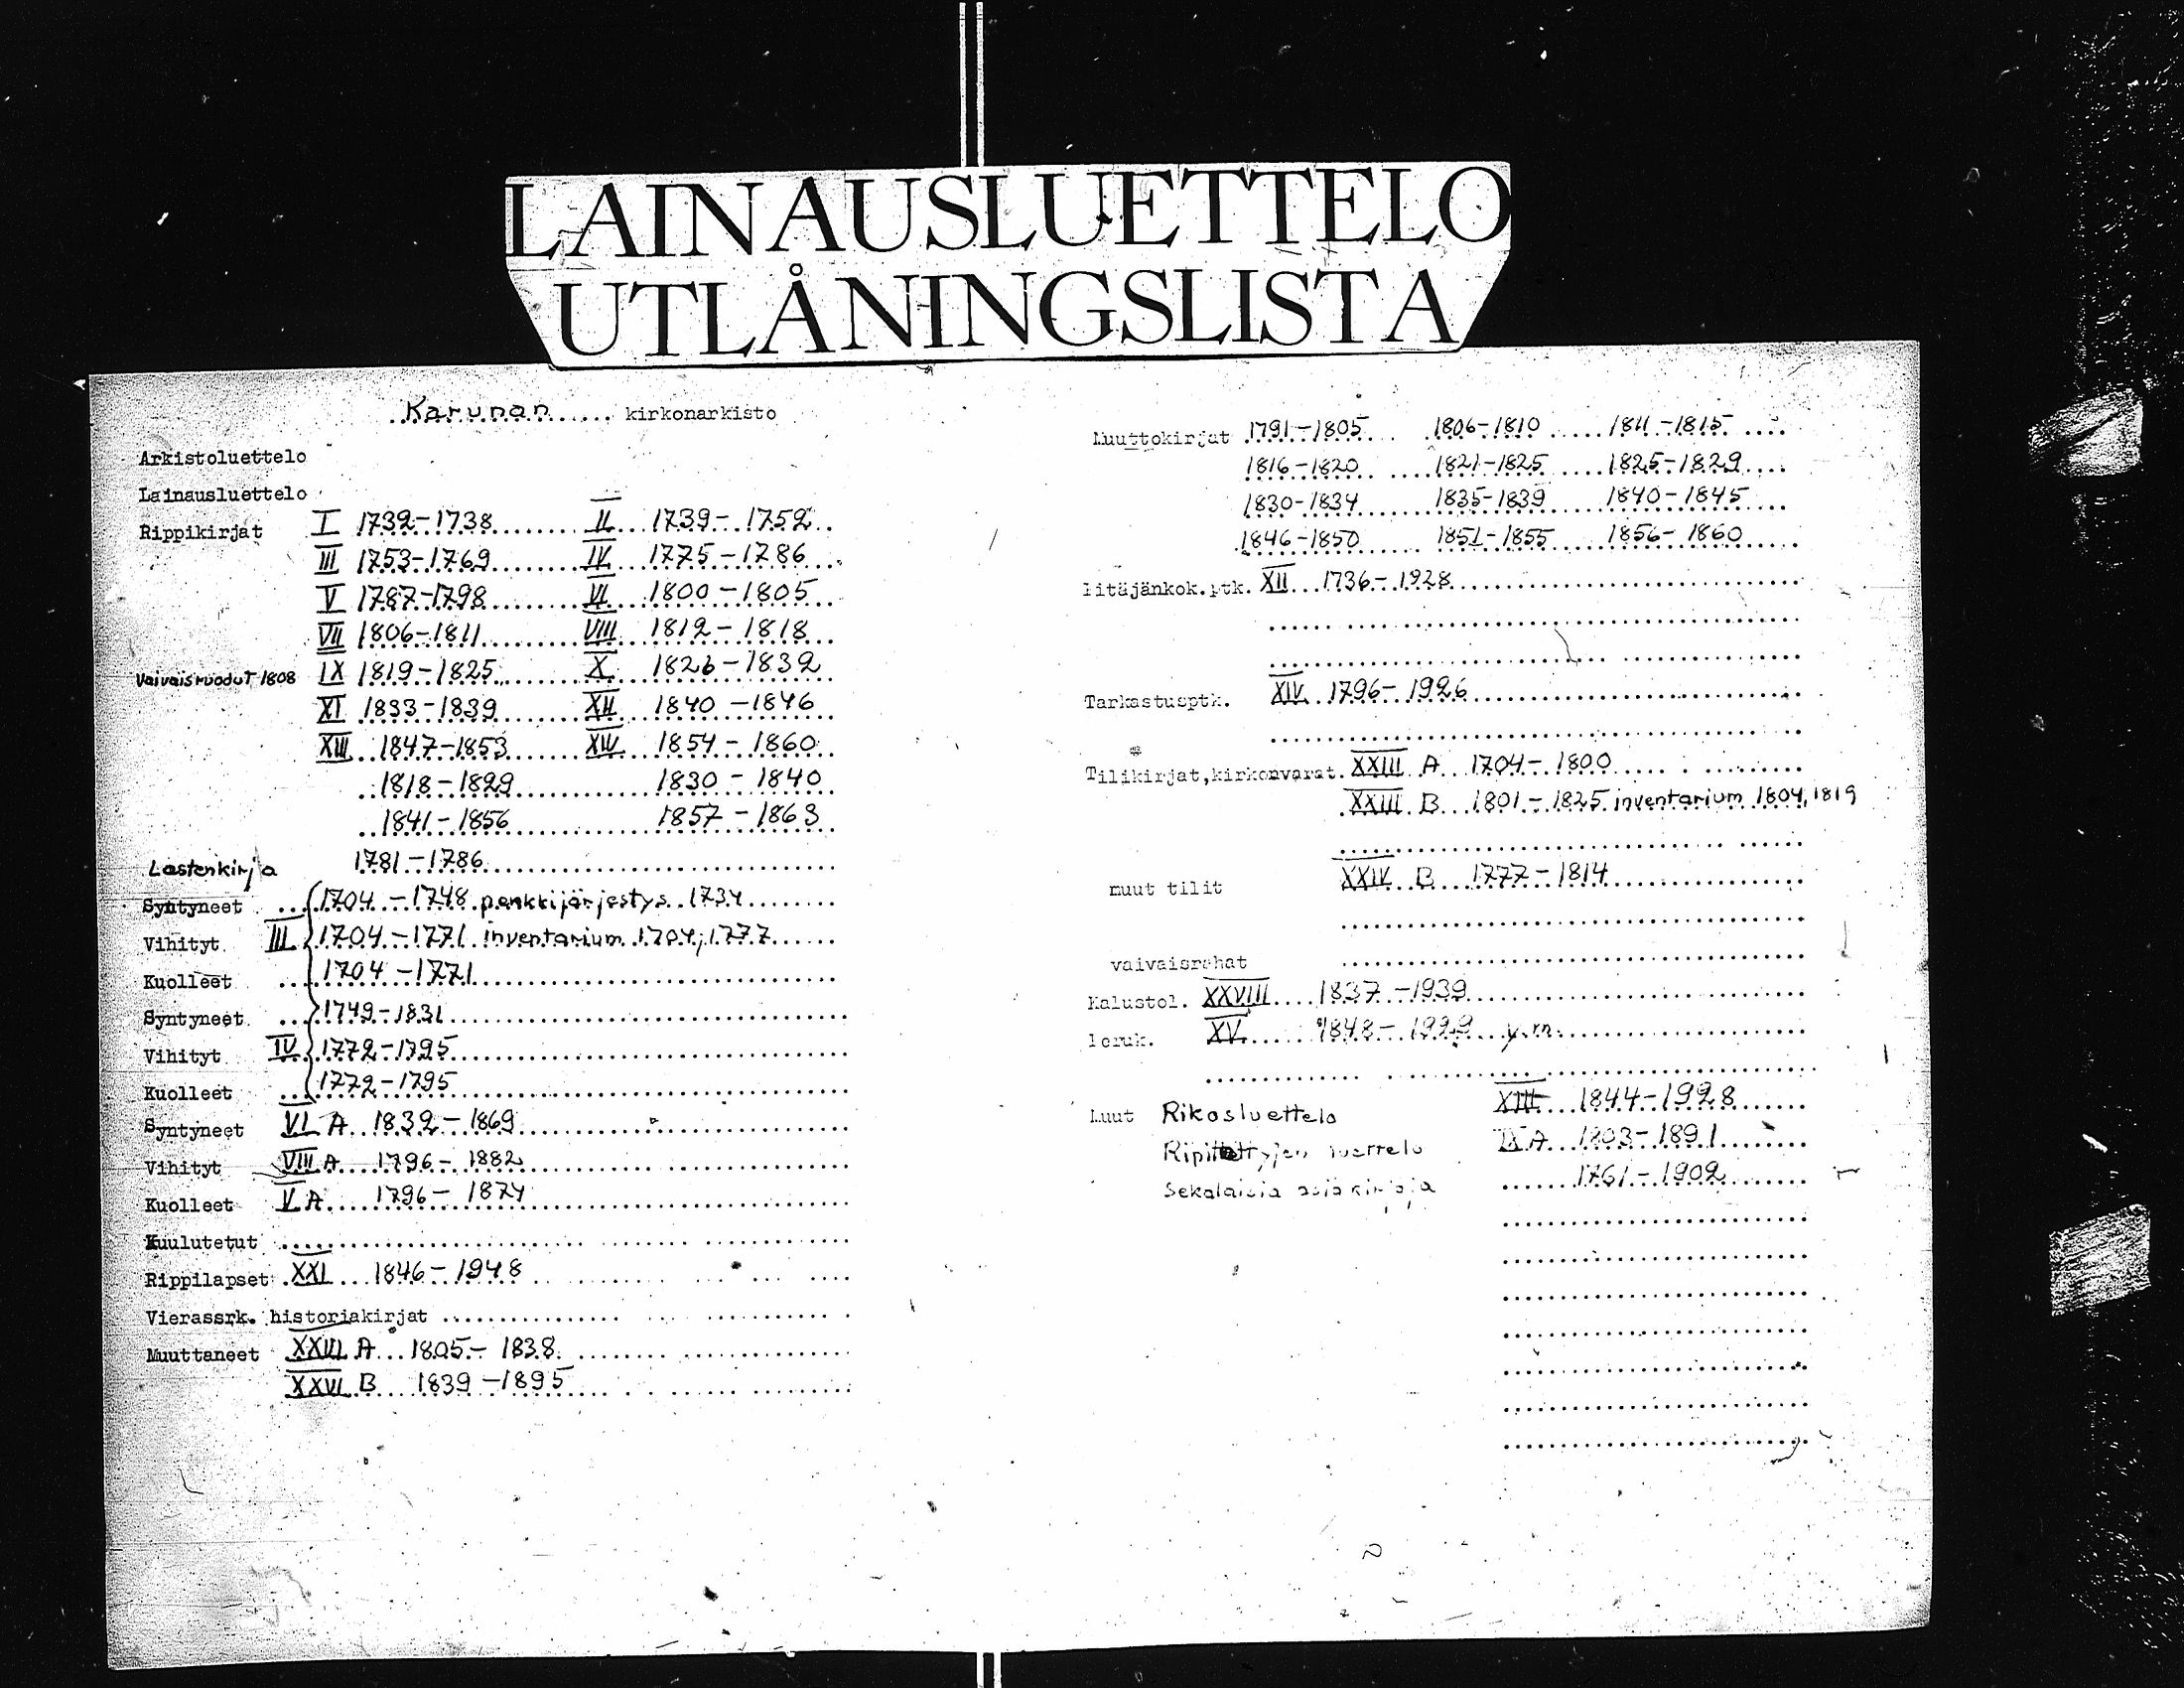 LAINAUSLUETTELO
UTLÅNINGSLISTA
Karunan kirkonarkisto
Arkistoluettelo
Lainausluettelo
Rippikirjat I 1732-1738 II 1739-1752
III 1753-1769 IV 1775-1786
V 1787-1798 VI 1800-1805
VII 1806-1811 VIII 1812-1818
Vaivaisruodut 1808 IX 1819-1825 X 1826-1832
XI 1833-1839 XII 1840-1846
XIII 1847-1853 XIV 1854-1860
1818-1829 1830-1840
1841-1856 1857-1863
Lastenkirja 1781-1786
Syntyneet 1704-1748 penkkijärjestys 1734
Vihityt III 1704-1771 inventarium 1704, 1777
Kuolleet 1704-1771
Syntyneet 1749-1831
Vihityt IV 1772-1795
Kuolleet 1772-1795
Syntyneet VI A 1832-1869
Vihityt VIII A 1796-1882
Kuolleet V A 1796-1874
Kuulutetut
Rippilapset XXI 1846-1948
Vierassrk. historiakirjat
Muuttaneet A 1805-1838
XXVI B 1839-1895
Muuttokirjat 1791-1805 1806-1810 1811-1815
1816-1820 1821-1825 1825-1829
1830-1834 1835-1839 1840-1845
1846-1850 1851-1855 1856-1860
Pitäjänkok.ptk. XII 1736-1928
Tarkastusptk. XIV 1796-1926
Tilikirjat,kirkonvarat XXIII A 1704-1800
XXIII B 1801-1825 inventarium 1804, 1819
muut tilit XXIV B 1777-1814
vaivaisrahat
Kalustol. XXVIII 1837-1939
XV 1848-1929 y.m.
Muut Rikosluettelo XIII 1844-1928
IX A 1803-1891
Sekalaisia asiakirjoja 1761-1902